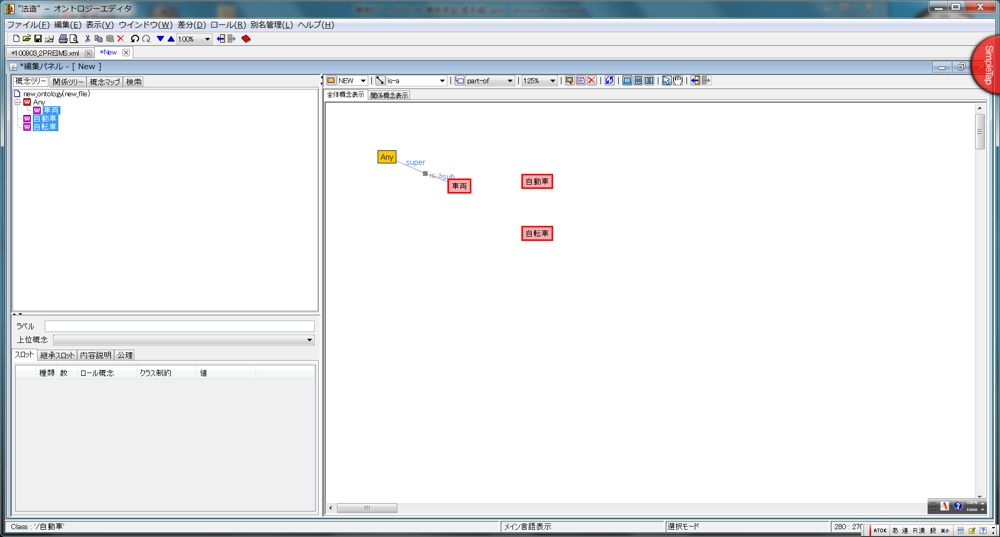 "法造" – オントロジーエディタ
ファイル(F) 編集(E) 表示(V) ウインドウ(W) 差分(D) ロール(R) 別名管理(L) ヘルプ(H)
100%
*100903_2PREIMS.xml *New
*編集パネル - [ New ]
SimpleTap
概念ツリー 関係ツリー 概念マップ 検索
new_ontology(new_file)
Any
車両
自動車
自転車
NEW is-a part-of 125%
全体概念表示 関係概念表示
Any
super
is-a
sub
車両
自動車
自転車
ラベル
上位概念
スロット 継承スロット 内容説明 公理
種類 数 ロール概念 クラス制約 値
CAPS
KANA
Class : '/自動車'
メイン言語表示
選択モード
280 : 270
ATOK あ 連 R漢 般 英小